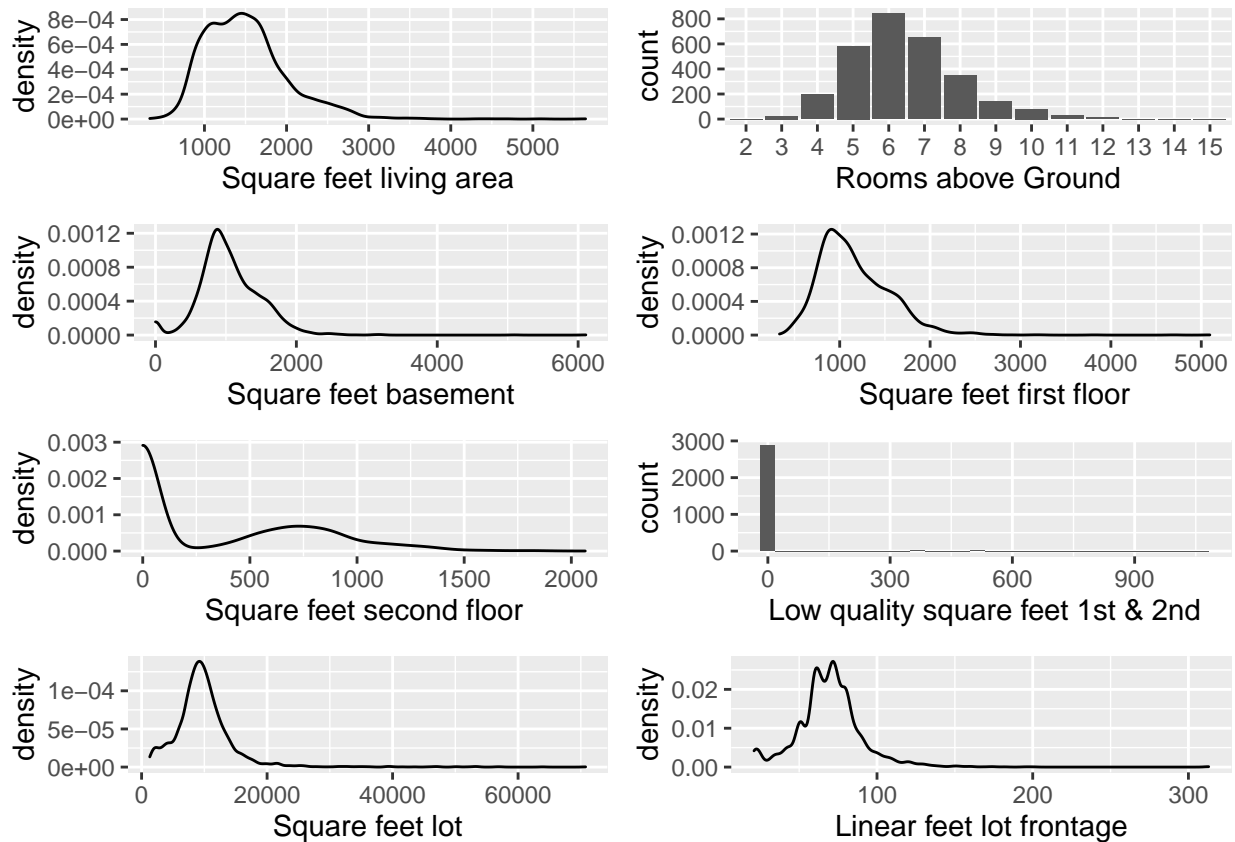 density
8e−04
6e−04
4e−04
2e−04
0e+00
1000 2000 3000 4000 5000
Square feet living area
count
800
600
400
200
0
2 3 4 5 6 7 8 9 10 11 12 13 14 15
Rooms above Ground
density
0.0012
0.0008
0.0004
0.0000
0 2000 4000 6000
Square feet basement
density
0.0012
0.0008
0.0004
0.0000
1000 2000 3000 4000 5000
Square feet first floor
density
0.003
0.002
0.001
0.000
0 500 1000 1500 2000
Square feet second floor
count
3000
2000
1000
0
0 300 600 900
Low quality square feet 1st & 2nd
density
1e−04
5e−05
0e+00
0 20000 40000 60000
Square feet lot
density
0.02
0.01
0.00
100 200 300
Linear feet lot frontage